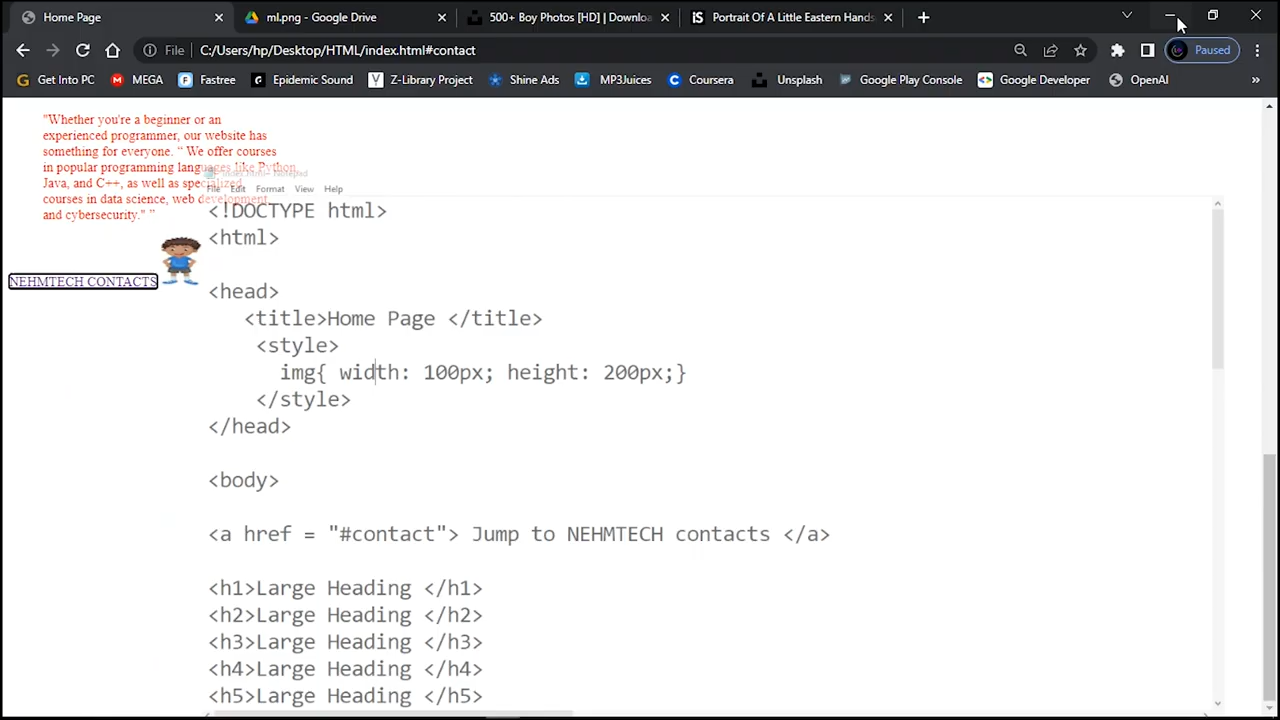 Home Page
ml.png - Google Drive
500+ Boy Photos [HD] | Downloa
iS
Portrait Of A Little Eastern Hands
File
C:/Users/hp/Desktop/HTML/index.html#contact
Paused
Get Into PC
MEGA
Fastree
Epidemic Sound
Z-Library Project
Shine Ads
MP3Juices
Coursera
Unsplash
Google Play Console
Google Developer
OpenAI
»
"Whether you're a beginner or an
experienced programmer, our website has
something for everyone. “ We offer courses
in popular programming languages like Python,
Java, and C++, as well as specialized
courses in data science, web development,
and cybersecurity." ”
index.html - Notepad
File Edit Format View Help
NEHMTECH CONTACTS
<!DOCTYPE html>
<html>
<head>
<title>Home Page </title>
<style>
img{ width: 100px; height: 200px;}
</style>
</head>
<body>
<a href = "#contact"> Jump to NEHMTECH contacts </a>
<h1>Large Heading </h1>
<h2>Large Heading </h2>
<h3>Large Heading </h3>
<h4>Large Heading </h4>
<h5>Large Heading </h5>